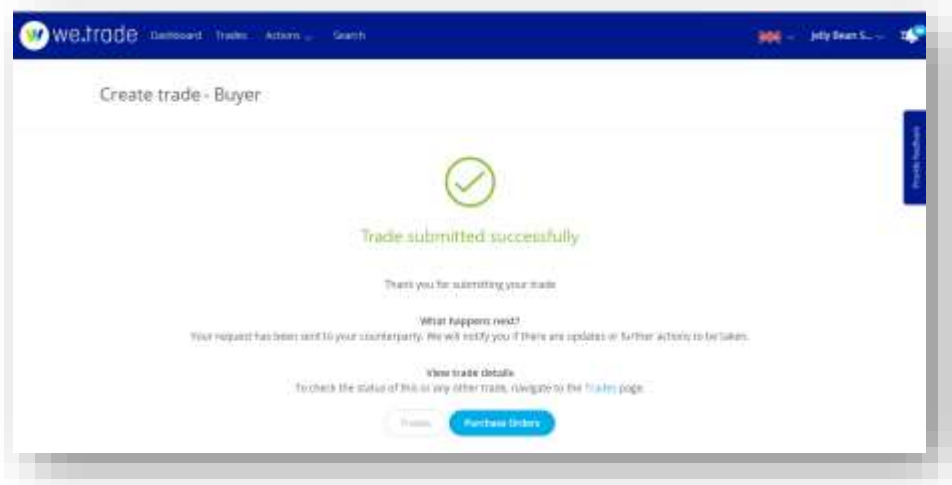 we.trade Dashboard Trades Actions Search Jelly Bean S...
Create trade - Buyer
Provide feedback
Trade submitted successfully
Thank you for submitting your trade
What happens next?
Your request has been sent to your counterparty. We will notify you if there are updates or further actions to be taken.
View trade details
To check the status of this or any other trade, navigate to the Trades page.
Trades Purchase Orders